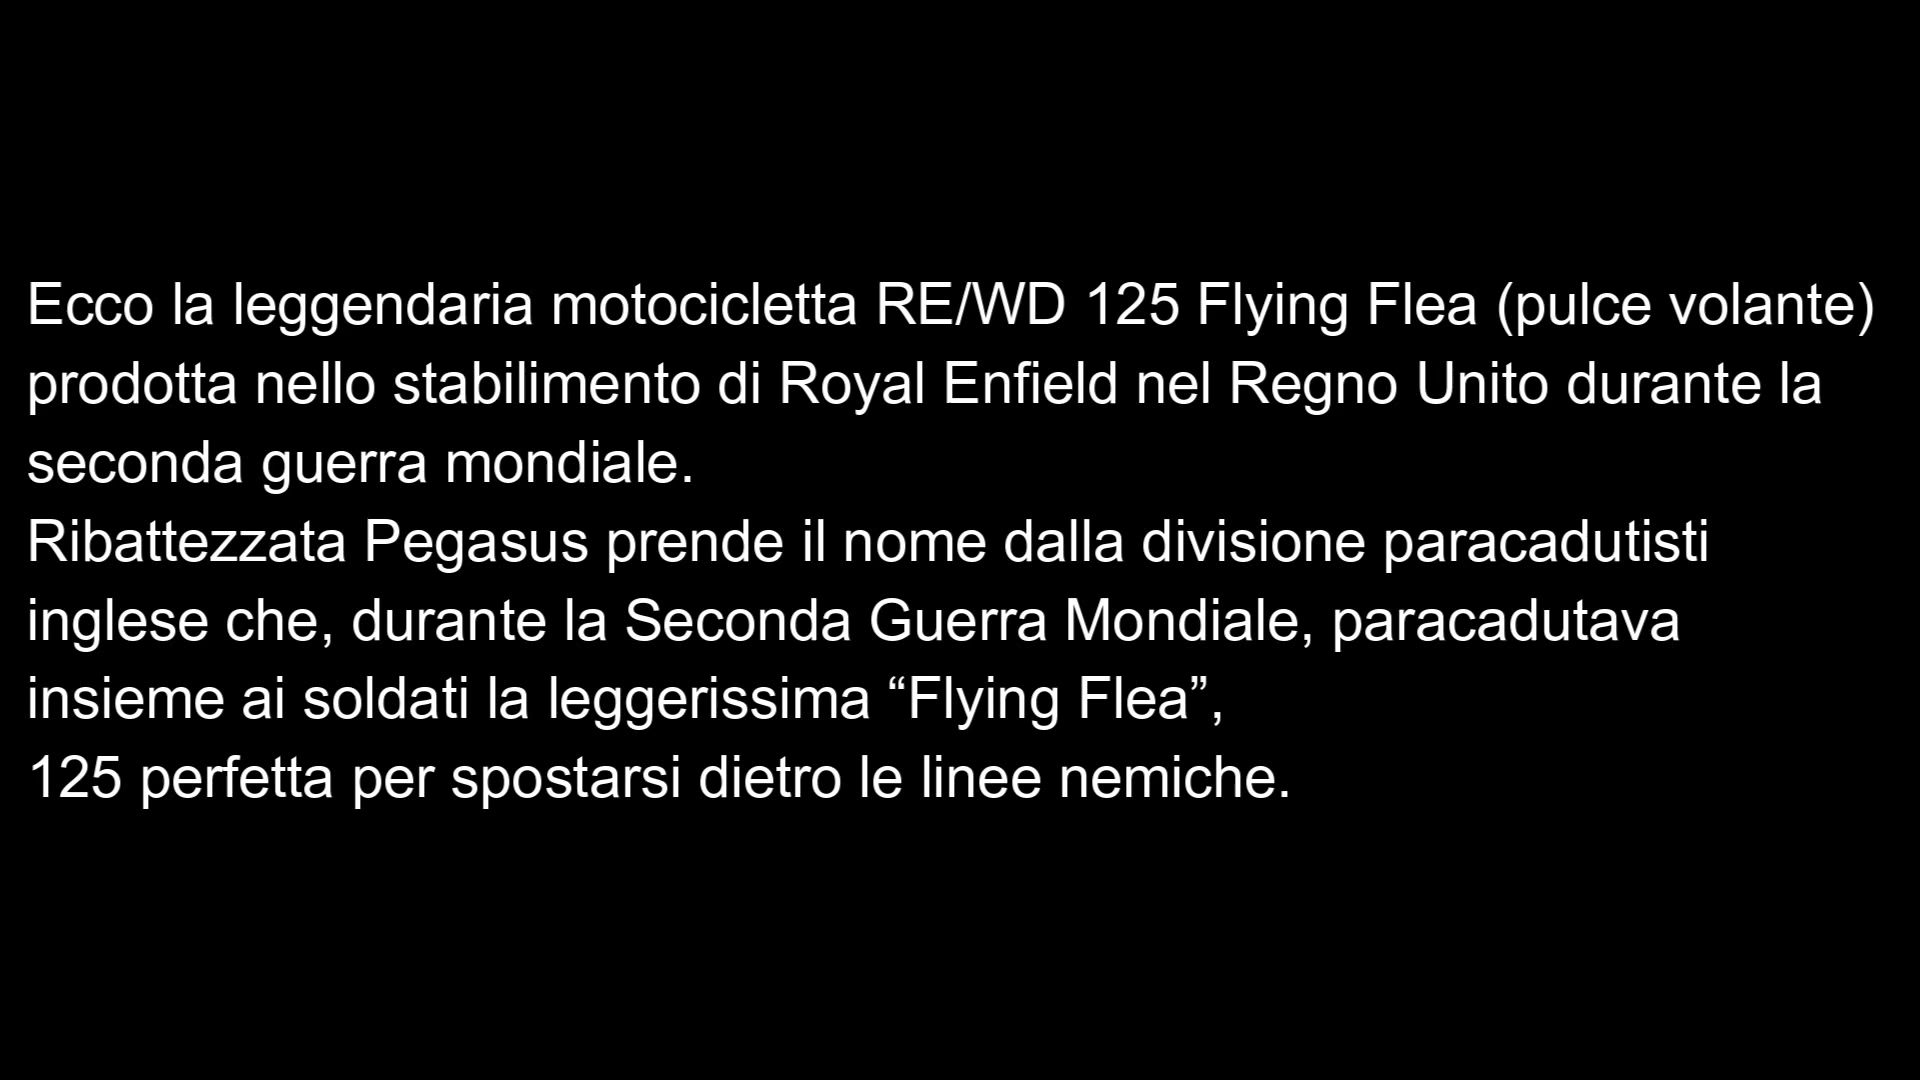 Ecco la leggendaria motocicletta RE/WD 125 Flying Flea (pulce volante)
prodotta nello stabilimento di Royal Enfield nel Regno Unito durante la
seconda guerra mondiale.
Ribattezzata Pegasus prende il nome dalla divisione paracadutisti
inglese che, durante la Seconda Guerra Mondiale, paracadutava
insieme ai soldati la leggerissima “Flying Flea”,
125 perfetta per spostarsi dietro le linee nemiche.